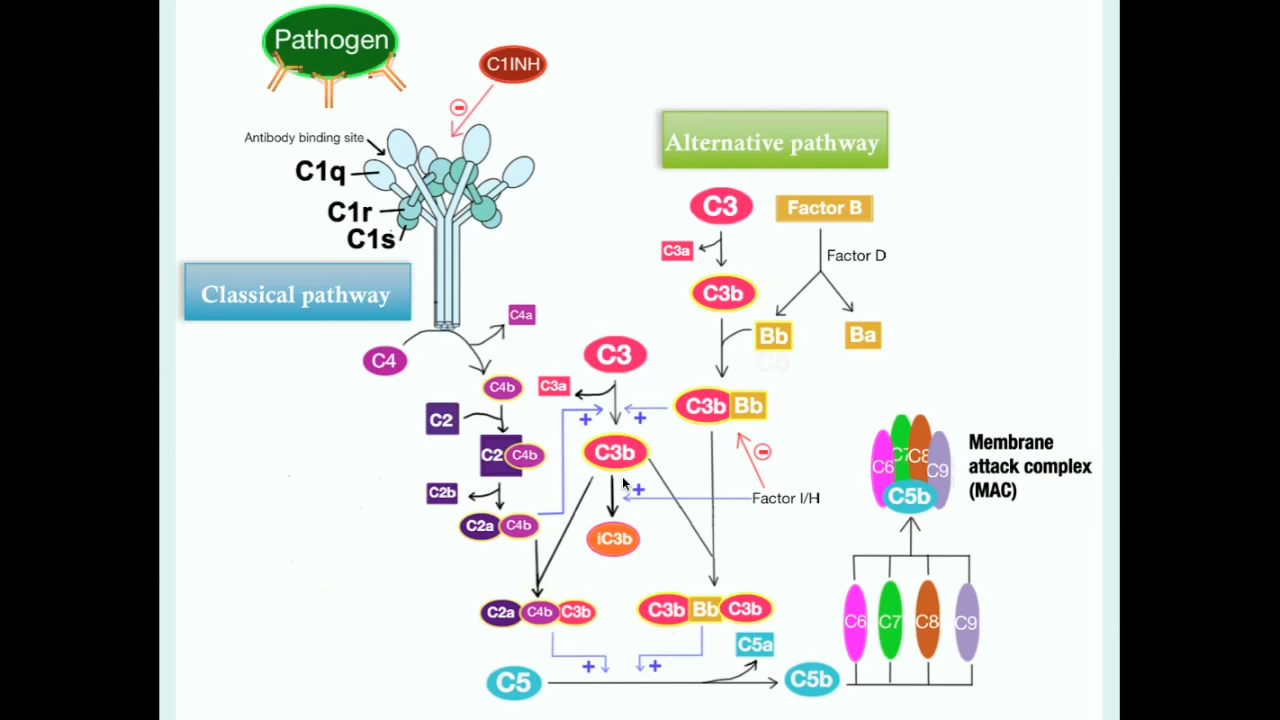 Pathogen
C1INH
Antibody binding site
C1q
C1r
C1s
Classical pathway
C4
C4a
C4b
C2
C2 C4b
C2b
C2a C4b
C2a C4b C3b
C3
C3a
C3b
iC3b
Alternative pathway
C3
Factor B
C3a
Factor D
C3b
Bb
Ba
C3b Bb
Factor I/H
C3b Bb C3b
C5
C5a
C5b
C6 C7 C8 C9
C6 C7 C8 C9
C5b
Membrane
attack complex
(MAC)